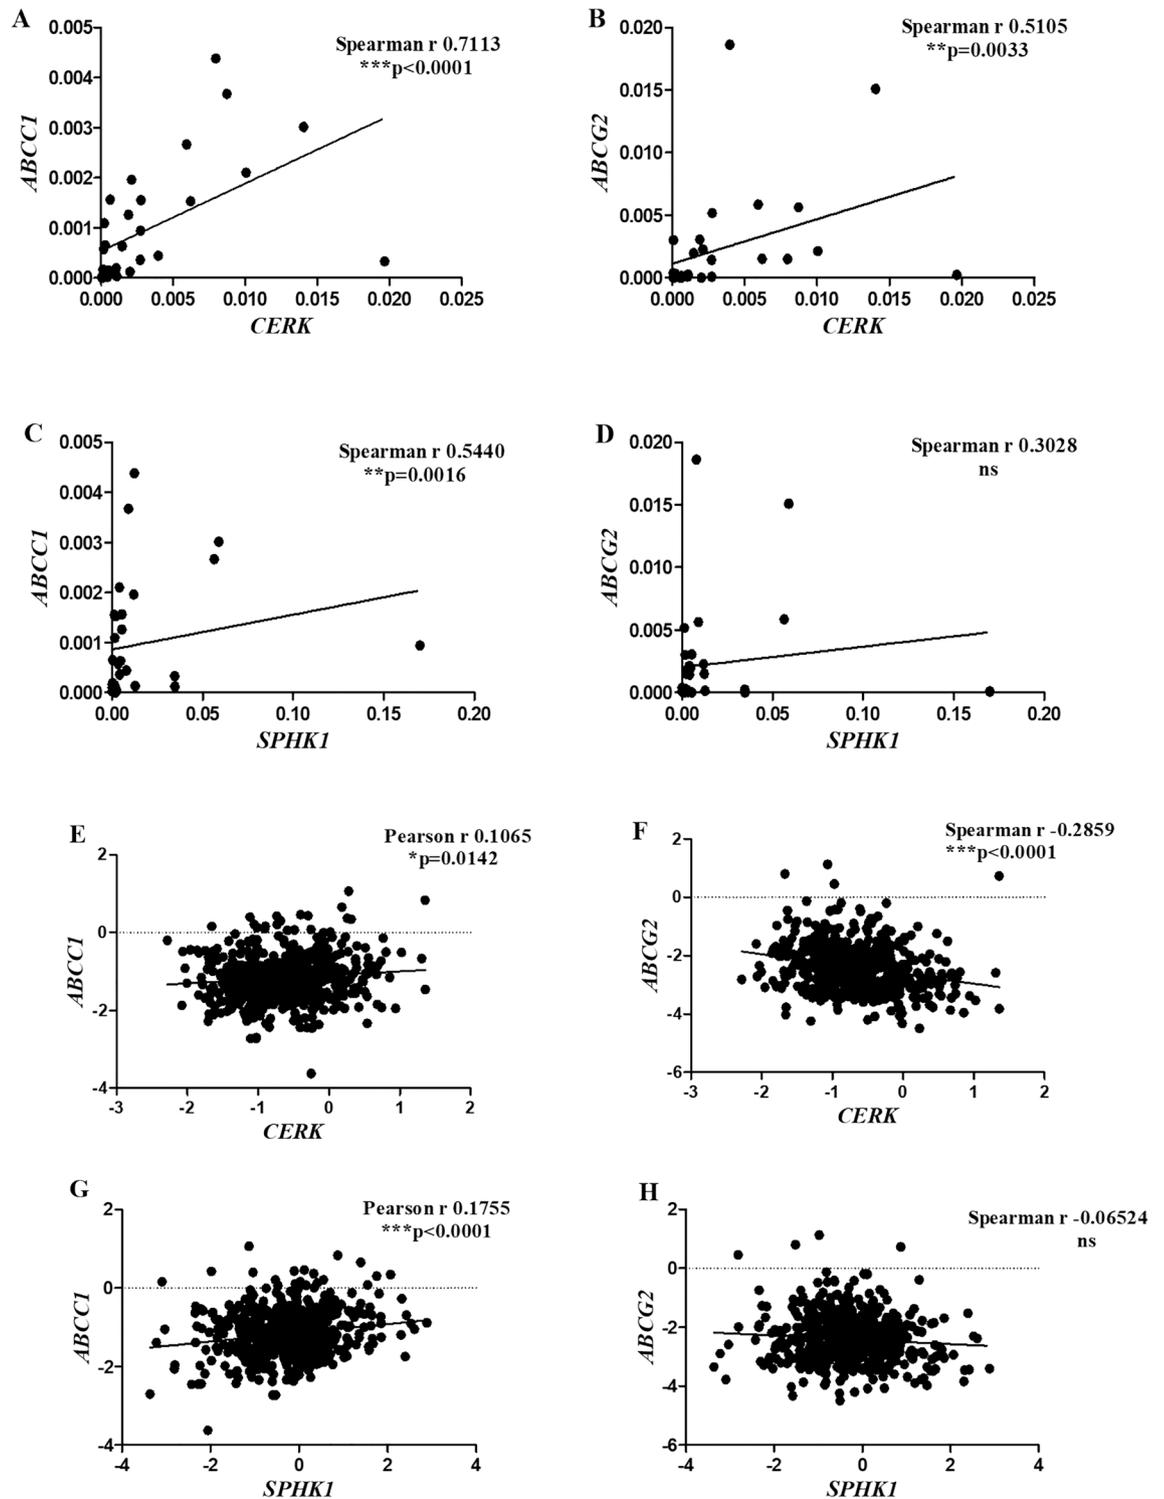 A
Spearman r 0.7113
***p<0.0001
0.005
0.004
0.003
0.002
0.001
0.000
ABCC1
0.000 0.005 0.010 0.015 0.020 0.025
CERK
B
Spearman r 0.5105
**p=0.0033
0.020
0.015
0.010
0.005
0.000
ABCG2
0.000 0.005 0.010 0.015 0.020 0.025
CERK
C
Spearman r 0.5440
**p=0.0016
0.005
0.004
0.003
0.002
0.001
0.000
ABCC1
0.00 0.05 0.10 0.15 0.20
SPHK1
D
Spearman r 0.3028
ns
0.020
0.015
0.010
0.005
0.000
ABCG2
0.00 0.05 0.10 0.15 0.20
SPHK1
E
Pearson r 0.1065
*p=0.0142
2
0
-2
-4
ABCC1
-3 -2 -1 0 1 2
CERK
F
Spearman r -0.2859
***p<0.0001
2
0
-2
-4
-6
ABCG2
-3 -2 -1 0 1 2
CERK
G
Pearson r 0.1755
***p<0.0001
2
0
-2
-4
ABCC1
-4 -2 0 2 4
SPHK1
H
Spearman r -0.06524
ns
2
0
-2
-4
-6
ABCG2
-4 -2 0 2 4
SPHK1